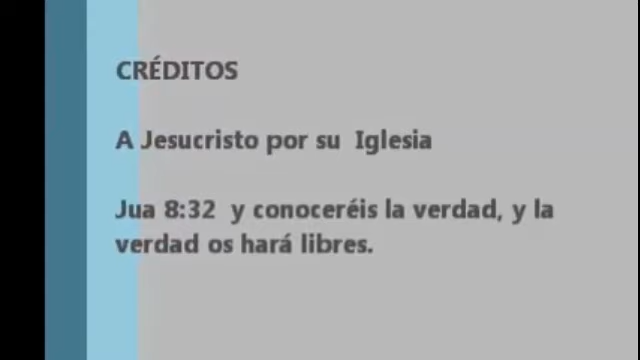 CRÉDITOS
A Jesucristo por su  Iglesia
Jua 8:32  y conoceréis la verdad, y la
verdad os hará libres.